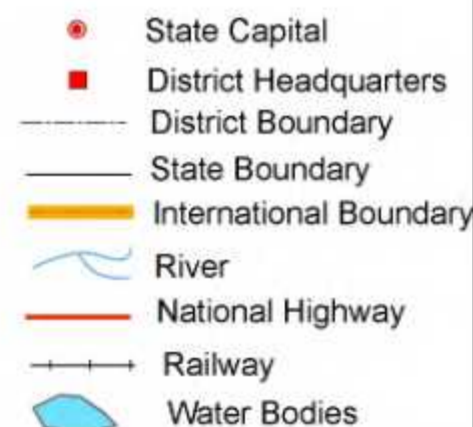 State Capital
District Headquarters
District Boundary
State Boundary
International Boundary
River
National Highway
Railway
Water Bodies